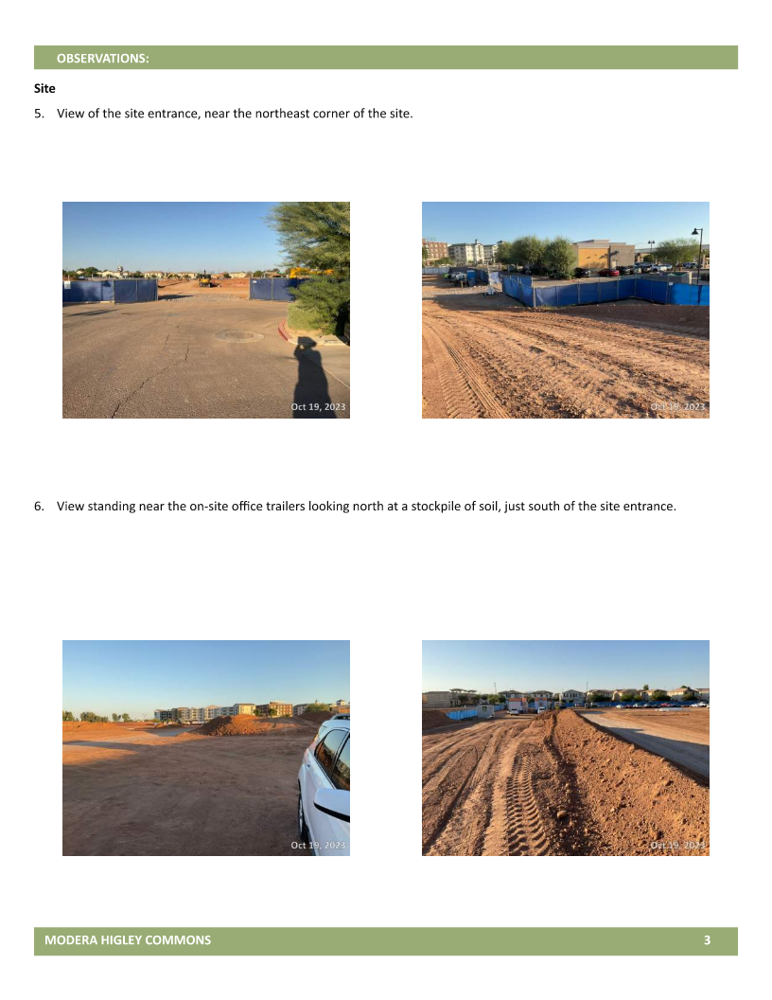 OBSERVATIONS:
Site
5. View of the site entrance, near the northeast corner of the site.
Oct 19, 2023
Oct 19, 2023
6. View standing near the on-site office trailers looking north at a stockpile of soil, just south of the site entrance.
Oct 19, 2023
Oct 19, 2023
MODERA HIGLEY COMMONS 3